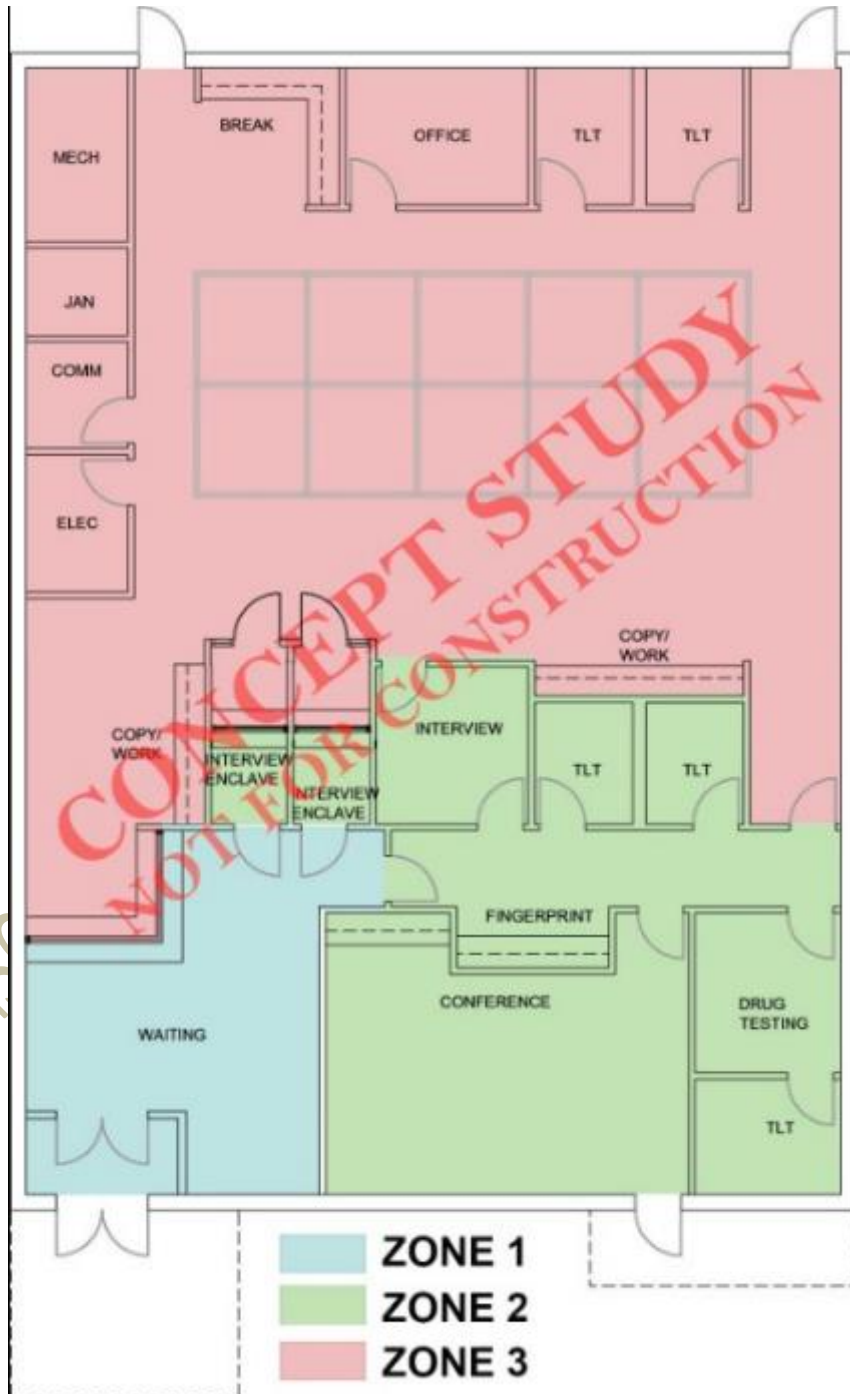 BREAK
OFFICE
TLT
TLT
MECH
JAN
COMM
ELEC
CONCEPT STUDY
NOT FOR CONSTRUCTION
COPY/
WORK
COPY/
WORK
INTERVIEW
ENCLAVE
INTERVIEW
ENCLAVE
INTERVIEW
TLT
TLT
FINGERPRINT
CONFERENCE
DRUG
TESTING
WAITING
TLT
ZONE 1
ZONE 2
ZONE 3